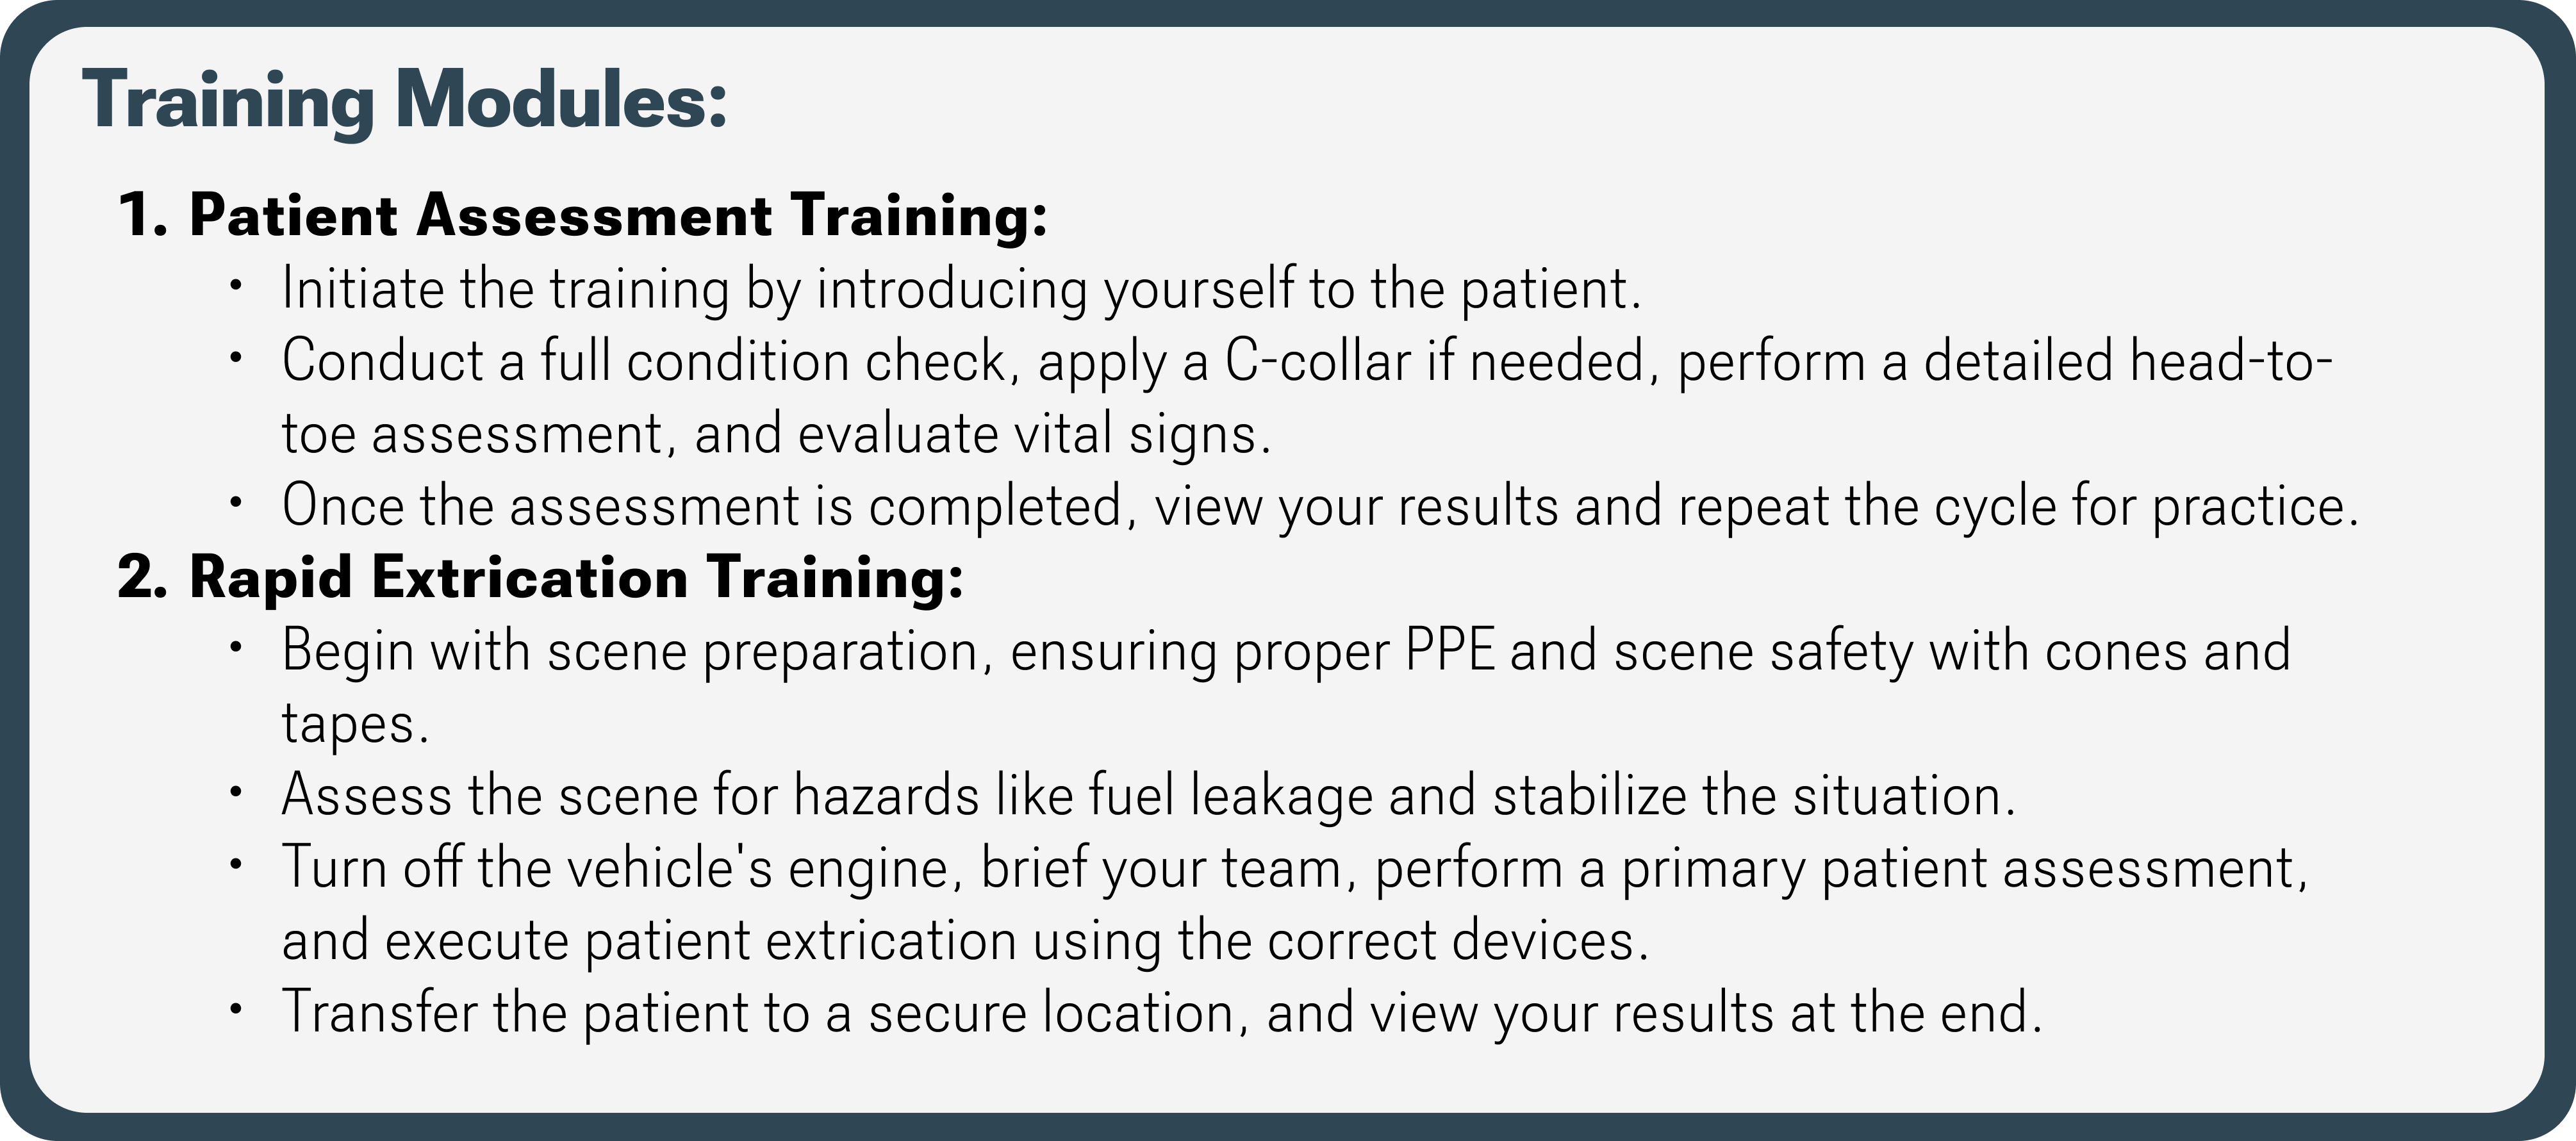 Training Modules:
1. Patient Assessment Training:
• Initiate the training by introducing yourself to the patient.
• Conduct a full condition check, apply a C-collar if needed, perform a detailed head-to-
toe assessment, and evaluate vital signs.
• Once the assessment is completed, view your results and repeat the cycle for practice.
2. Rapid Extrication Training:
• Begin with scene preparation, ensuring proper PPE and scene safety with cones and
tapes.
• Assess the scene for hazards like fuel leakage and stabilize the situation.
• Turn off the vehicle's engine, brief your team, perform a primary patient assessment,
and execute patient extrication using the correct devices.
• Transfer the patient to a secure location, and view your results at the end.